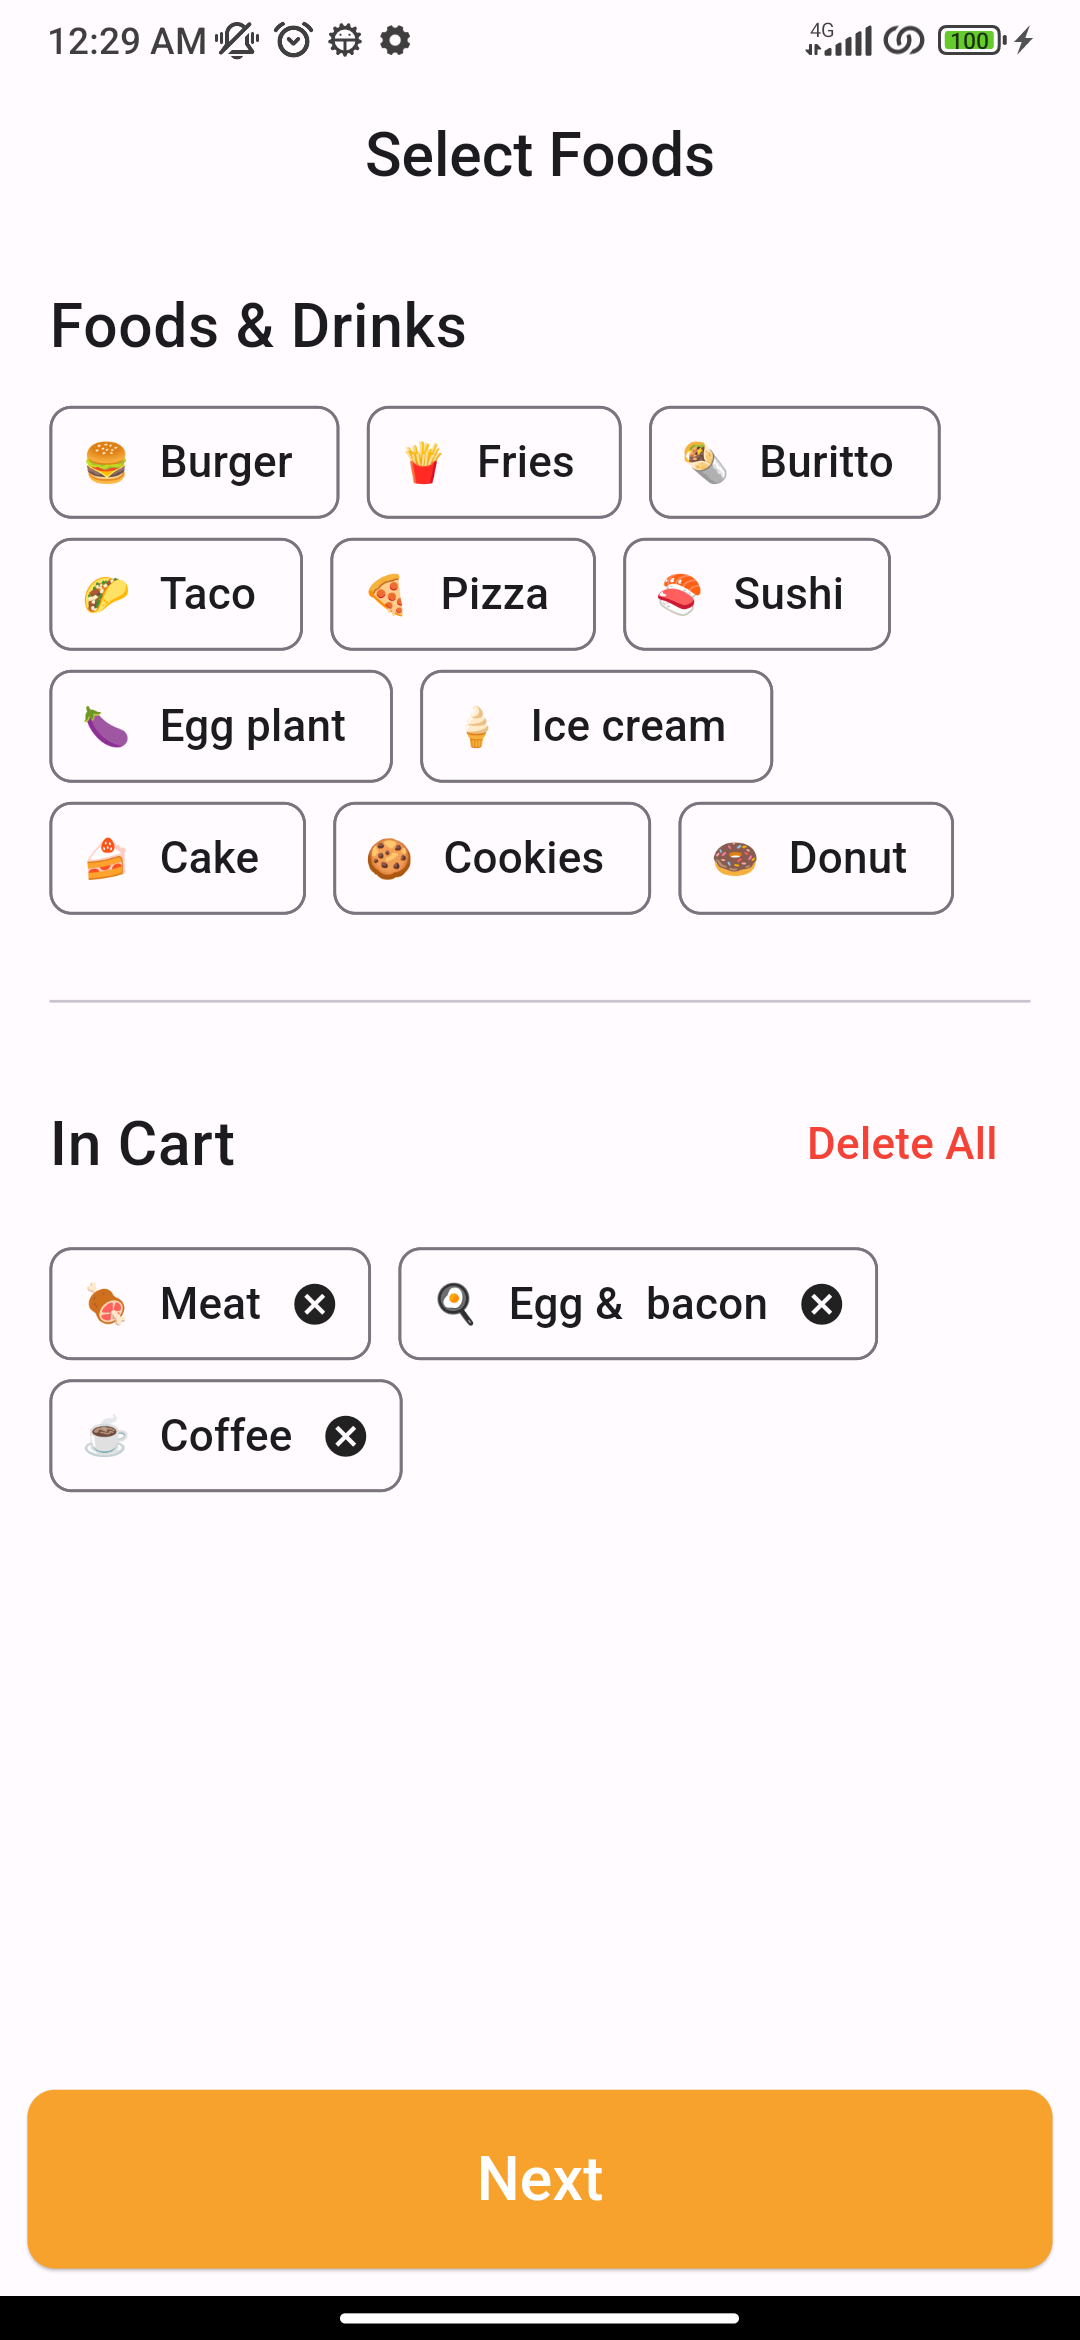 12:29 AM 4G 100
Select Foods
Foods & Drinks
Burger Fries Buritto
Taco Pizza Sushi
Egg plant Ice cream
Cake Cookies Donut
In Cart Delete All
Meat Egg & bacon
Coffee
Next